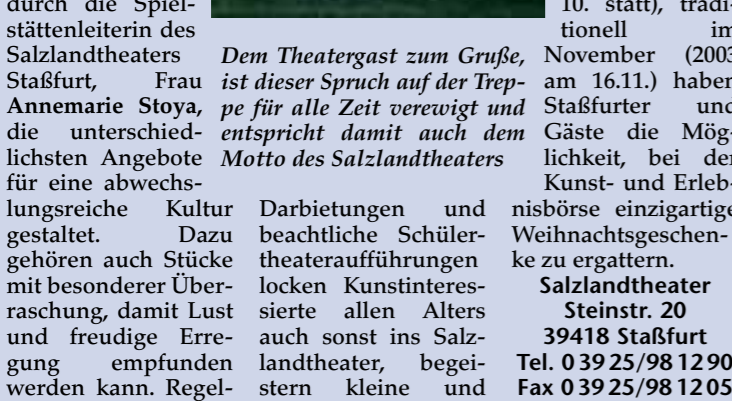 durch die Spiel-
stättenleiterin des
Salzlandtheaters
Staßfurt, Frau
Annemarie Stoya,
die unterschied-
lichsten Angebote
für eine abwechs-
lungsreiche Kultur
gestaltet. Dazu
gehören auch Stücke
mit besonderer Über-
raschung, damit Lust
und freudige Erre-
gung empfunden
werden kann. Regel-
Dem Theatergast zum Gruße,
ist dieser Spruch auf der Trep-
pe für alle Zeit verewigt und
entspricht damit auch dem
Motto des Salzlandtheaters
Darbietungen und
beachtliche Schüler-
theateraufführungen
locken Kunstinteres-
sierte allen Alters
auch sonst ins Salz-
landtheater, begei-
stern kleine und
10. statt), tradi-
tionell im
November (2003
am 16.11.) haben
Staßfurter und
Gäste die Mög-
lichkeit, bei der
Kunst- und Erleb-
nisbörse einzigartige
Weihnachtsgeschen-
ke zu ergattern.
Salzlandtheater
Steinstr. 20
39418 Staßfurt
Tel. 0 39 25/98 12 90
Fax 0 39 25/98 12 05